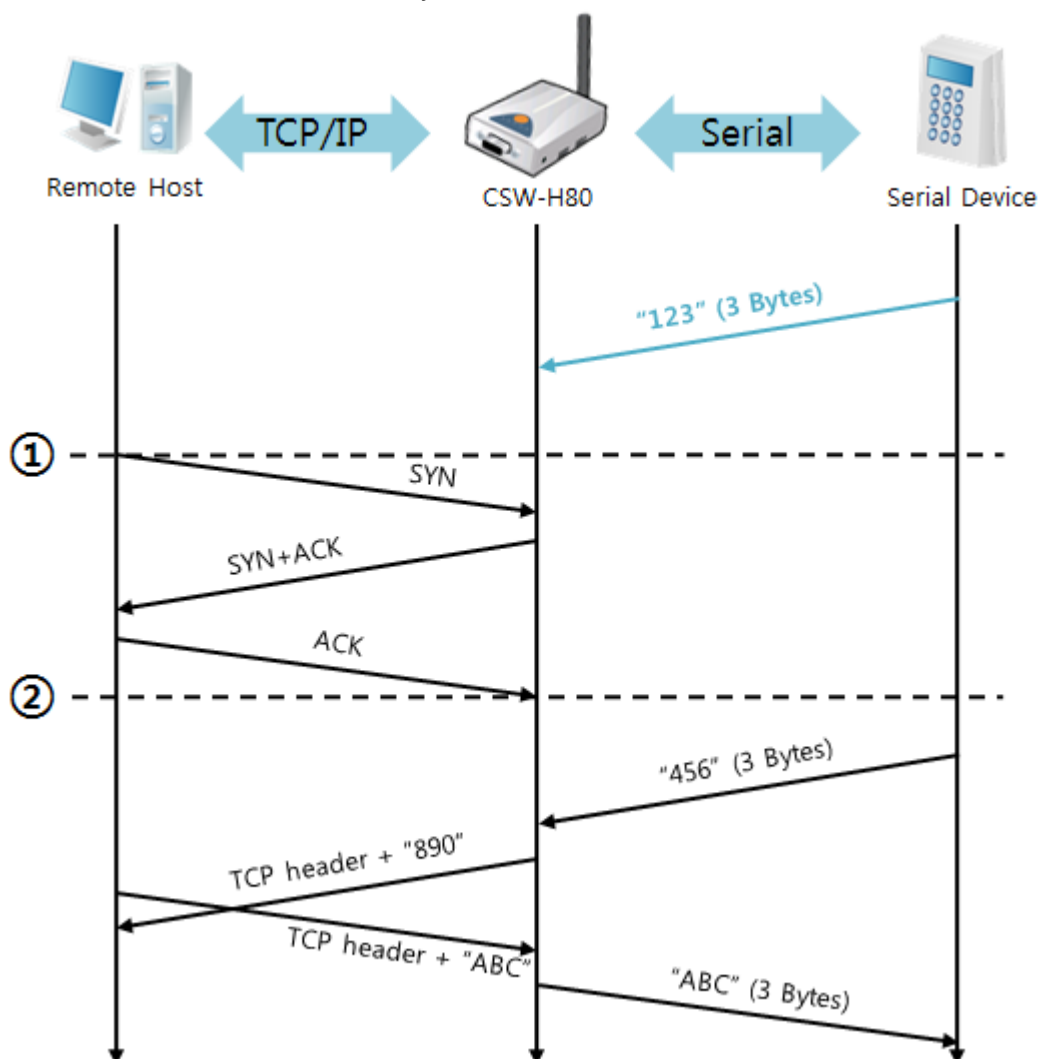 TCP/IP
Serial
Remote Host
CSW-H80
Serial Device
“123” (3 Bytes)
①
SYN
SYN+ACK
ACK
②
“456” (3 Bytes)
TCP header + “890”
TCP header + “ABC”
“ABC” (3 Bytes)